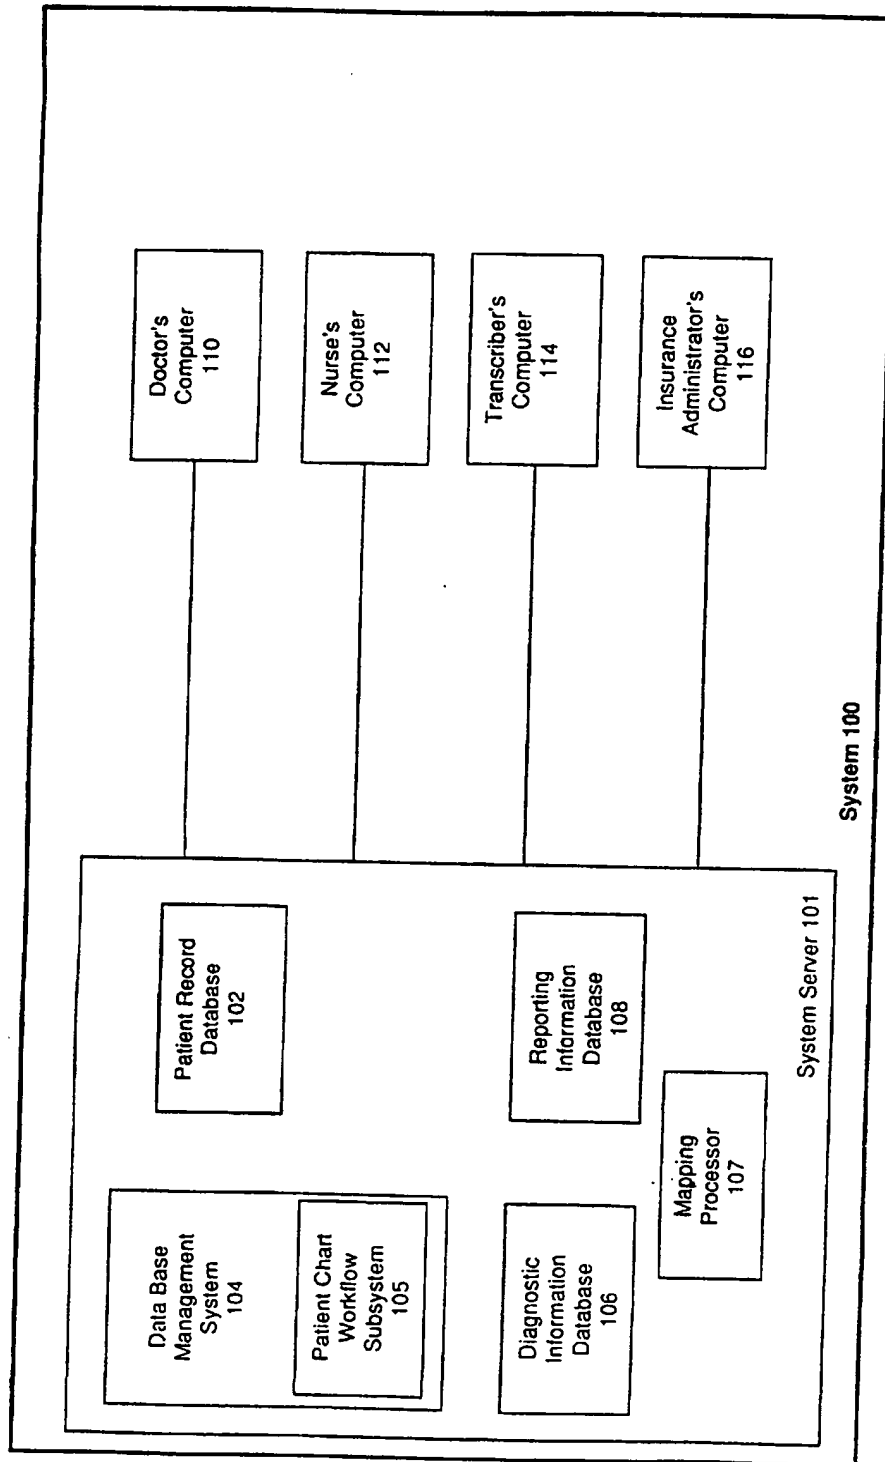 Data Base
Management
System
104
Patient Chart
Workflow
Subsystem
105
Patient Record
Database
102
Diagnostic
Information
Database
106
Reporting
Information
Database
108
Mapping
Processor
107
System Server 101
Doctor's
Computer
110
Nurse's
Computer
112
Transcriber's
Computer
114
Insurance
Administrator's
Computer
116
System 100